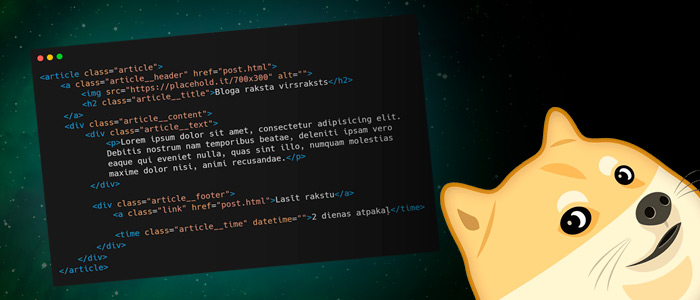 <article class="article">
<a class="article__header" href="post.html">
<img src="https://placehold.it/700x300" alt="">
<h2 class="article__title">Bloga raksta virsraksts</h2>
</a>
<div class="article__content">
<div class="article__text">
<p>Lorem ipsum dolor sit amet, consectetur adipisicing elit.
Debitis nostrum nam temporibus beatae, deleniti ipsam vero
eaque qui eveniet nulla, quas sint illo, numquam molestias
maxime dolor nisi, animi recusandae.</p>
</div>
<div class="article__footer">
<a class="link" href="post.html">Lasīt rakstu</a>
<time class="article__time" datetime="">2 dienas atpakaļ</time>
</div>
</div>
</article>